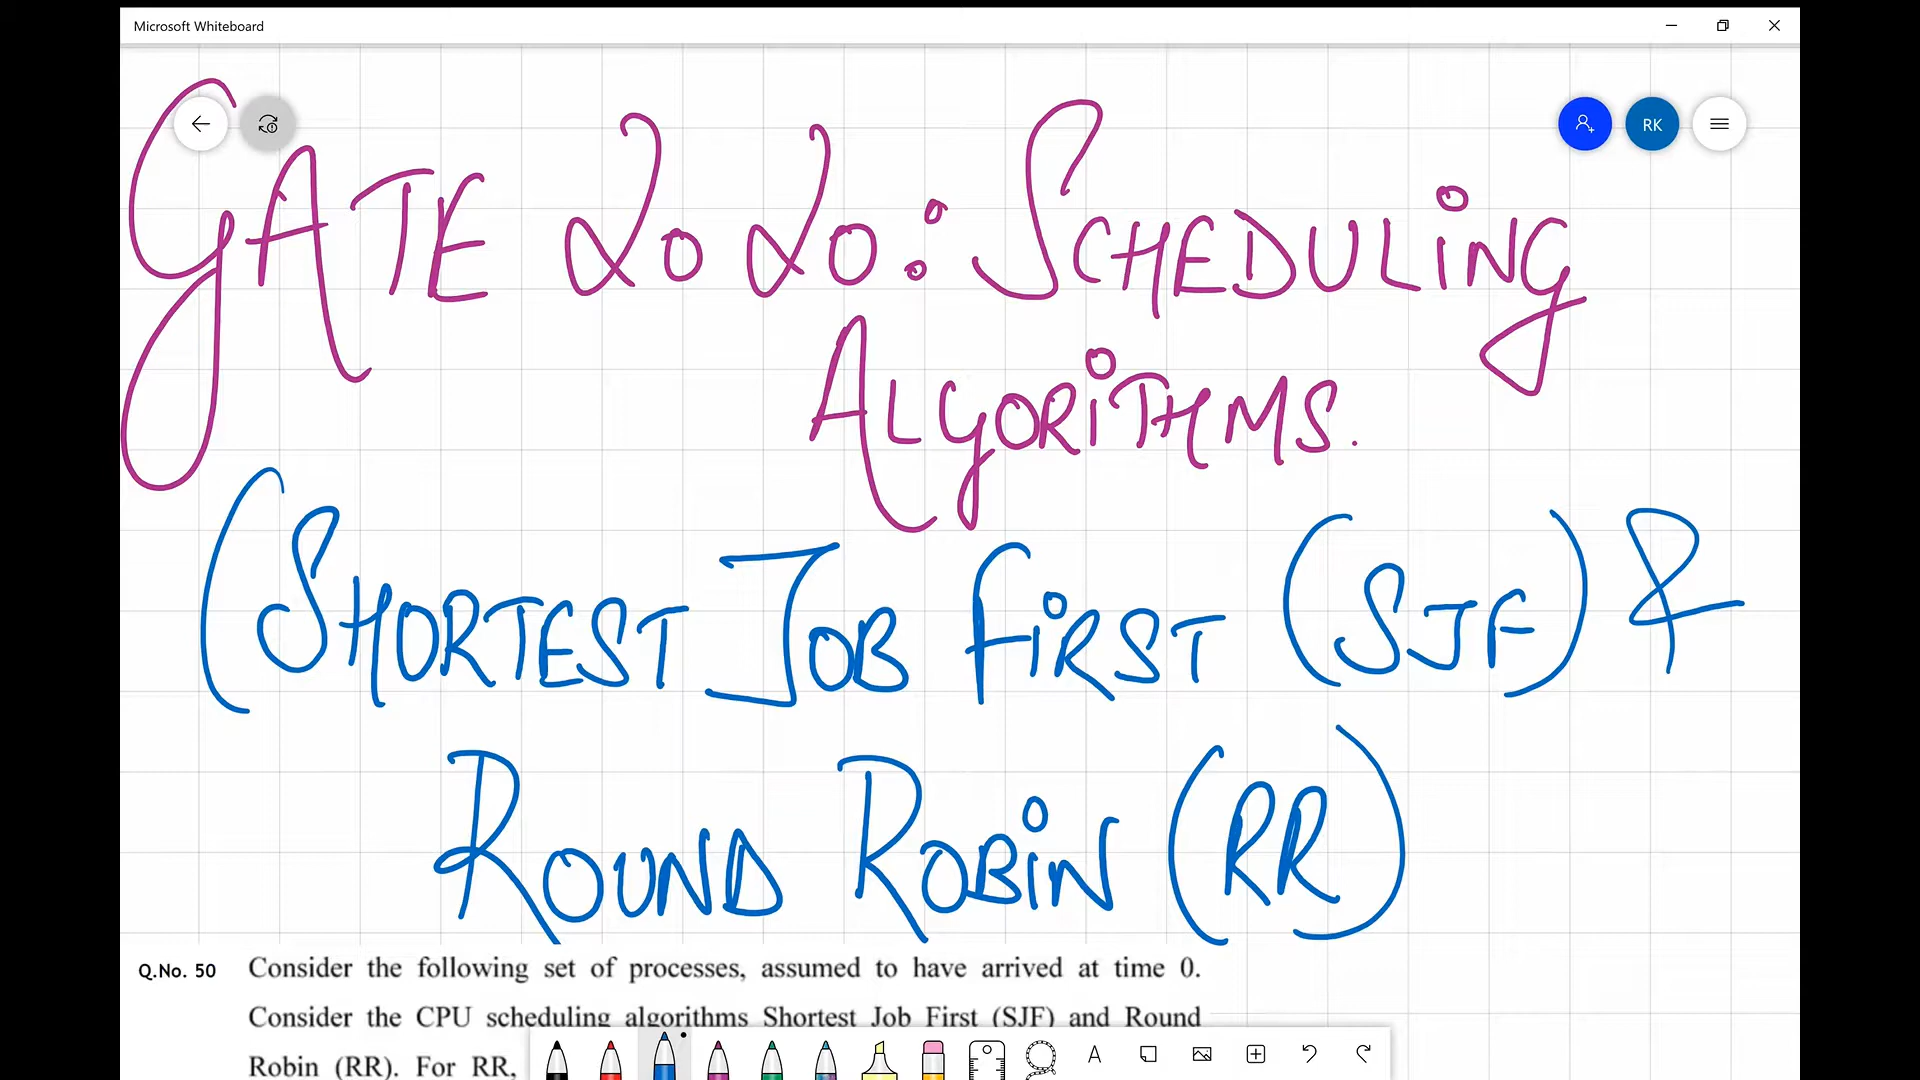 Microsoft Whiteboard
RK
GATE 2020: SCHEDULING
ALGORITHMS.
(SHORTEST JOB FIRST (SJF) &
ROUND ROBIN (RR)
Q.No. 50 Consider the following set of processes, assumed to have arrived at time 0.
Consider the CPU scheduling algorithms Shortest Job First (SJF) and Round
Robin (RR). For RR,